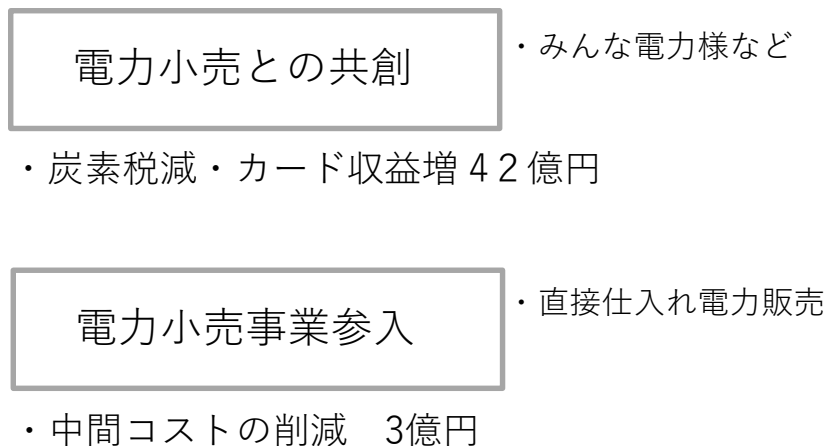 電力小売との共創
・みんな電力様など
・炭素税減・カード収益増４２億円
電力小売事業参入
・直接仕入れ電力販売
・中間コストの削減　3億円